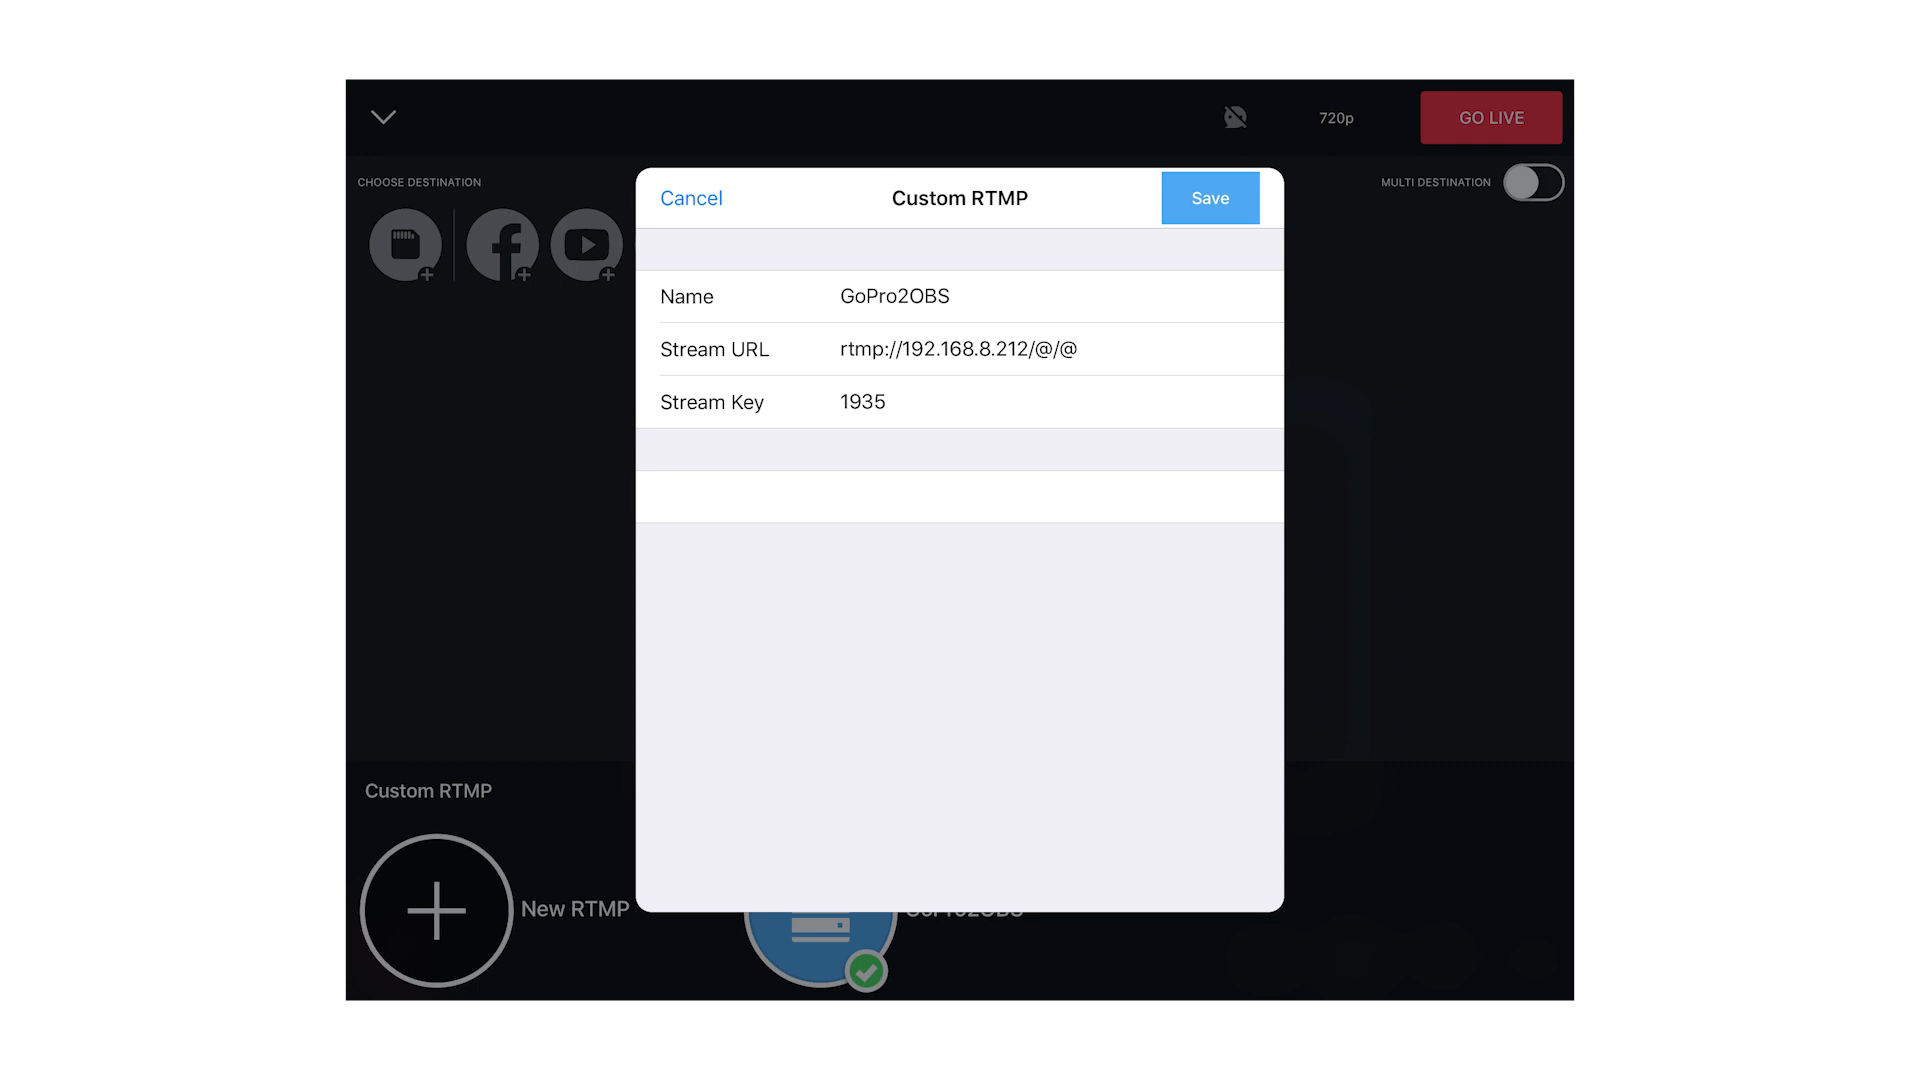 720p
GO LIVE
CHOOSE DESTINATION
MULTI DESTINATION
Cancel
Custom RTMP
Save
Name
GoPro2OBS
Stream URL
rtmp://192.168.8.212/@/@
Stream Key
1935
Custom RTMP
New RTMP
GoPro2OBS